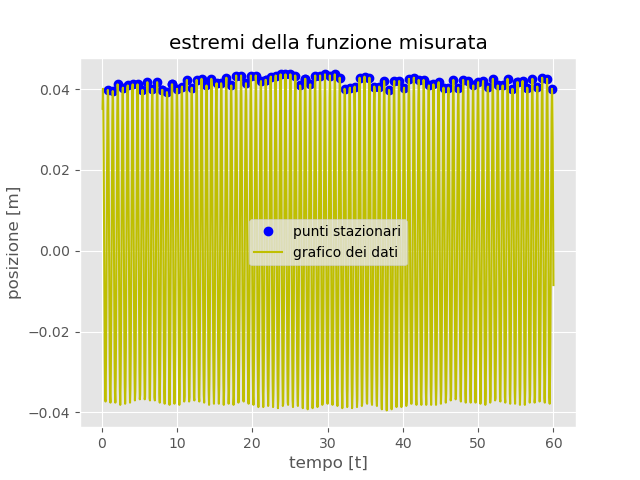 estremi della funzione misurata
posizione [m]
0.04
0.02
0.00
−0.02
−0.04
punti stazionari
grafico dei dati
0
10
20
30
40
50
60
tempo [t]